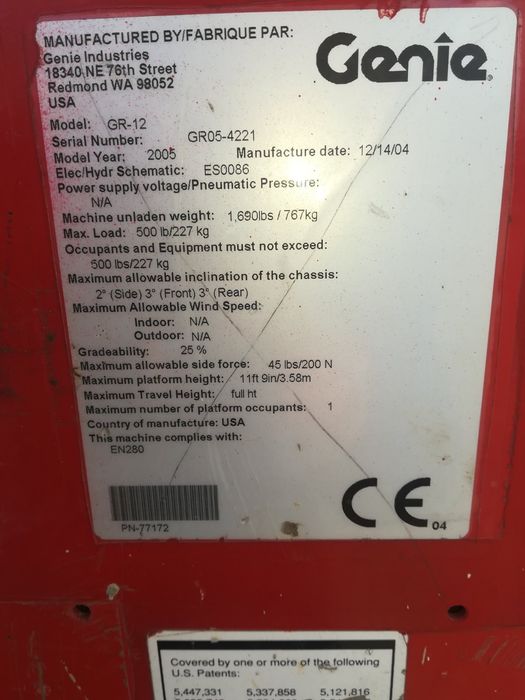 MANUFACTURED BY/FABRIQUE PAR:
Genie
Genie Industries
18340 NE 76th Street
Redmond WA 98052
USA
Model: GR-12
Serial Number: GR05-4221
Model Year: 2005 Manufacture date: 12/14/04
Elec/Hydr Schematic: ES0086
Power supply voltage/Pneumatic Pressure:
N/A
Machine unladen weight: 1,690lbs / 767kg
Max. Load: 500 lb/227 kg
Occupants and Equipment must not exceed:
500 lbs/227 kg
Maximum allowable inclination of the chassis:
2° (Side) 3° (Front) 3° (Rear)
Maximum Allowable Wind Speed:
Indoor: N/A
Outdoor: N/A
Gradeability: 25 %
Maximum allowable side force: 45 lbs/200 N
Maximum platform height: 11ft 9in/3.58m
Maximum Travel Height: full ht
Maximum number of platform occupants: 1
Country of manufacture: USA
This machine complies with:
EN280
PN-77172
CE 04
Covered by one or more of the following
U.S. Patents:
5,447,331 5,337,858 5,121,816